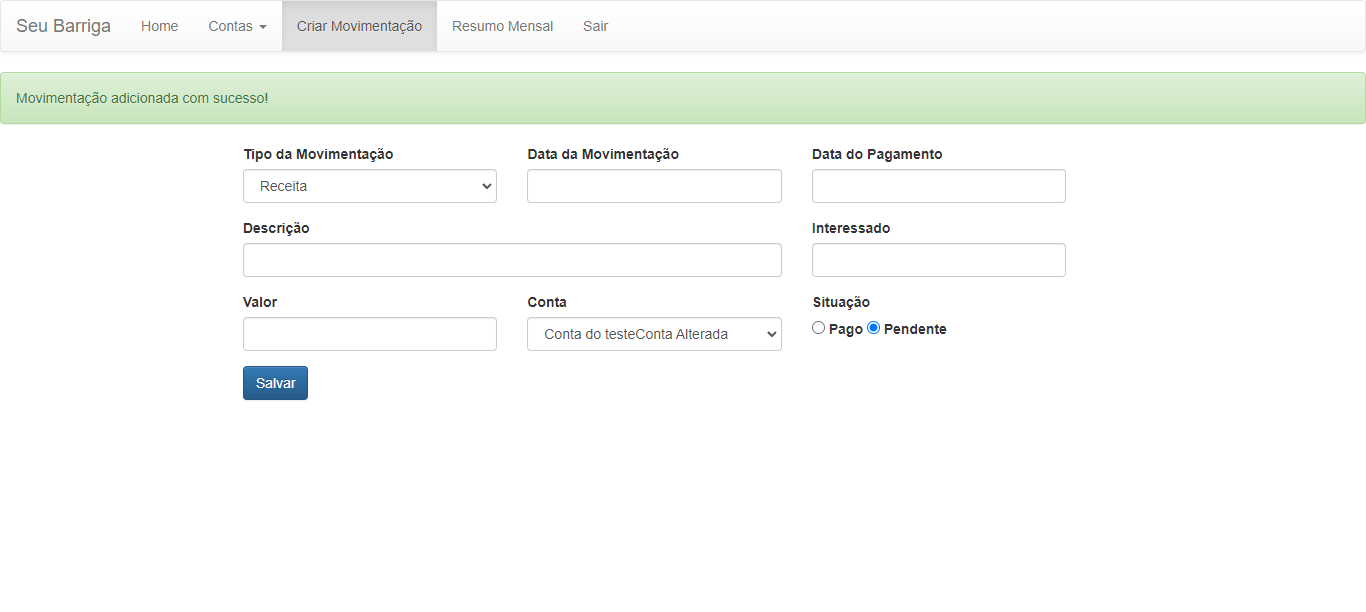 Seu Barriga Home Contas Criar Movimentação Resumo Mensal Sair
Movimentação adicionada com sucesso!
Tipo da Movimentação Data da Movimentação Data do Pagamento
Receita
Descrição Interessado
Valor Conta Situação
Conta do testeConta Alterada Pago Pendente
Salvar